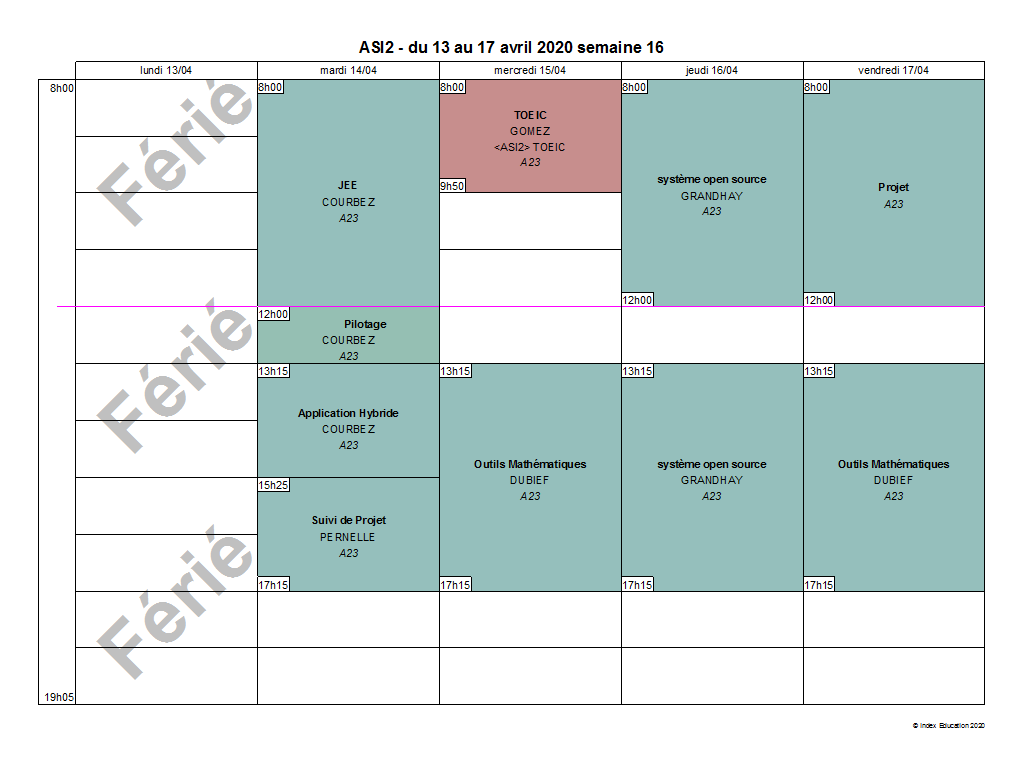 ASI2 - du 13 au 17 avril 2020 semaine 16
lundi 13/04
mardi 14/04
mercredi 15/04
jeudi 16/04
vendredi 17/04
8h00
19h05
Férié
Férié
Férié
8h00
JEE
COURBEZ
A23
12h00
Pilotage
COURBEZ
A23
13h15
Application Hybride
COURBEZ
A23
15h25
Suivi de Projet
PERNELLE
A23
17h15
8h00
TOEIC
GOMEZ
<ASI2> TOEIC
A23
9h50
13h15
Outils Mathématiques
DUBIEF
A23
17h15
8h00
système open source
GRANDHAY
A23
12h00
13h15
système open source
GRANDHAY
A23
17h15
8h00
Projet
A23
12h00
13h15
Outils Mathématiques
DUBIEF
A23
17h15
© Index Education 2020